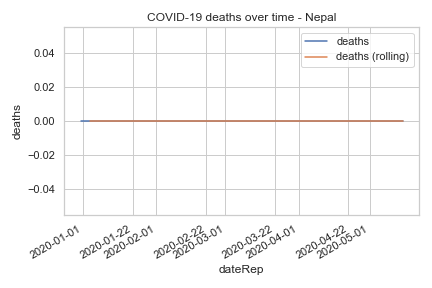 COVID-19 deaths over time - Nepal
deaths
deaths (rolling)
deaths
0.04
0.02
0.00
−0.02
−0.04
2020-01-01
2020-01-22
2020-02-01
2020-02-22
2020-03-01
2020-03-22
2020-04-01
2020-04-22
2020-05-01
dateRep